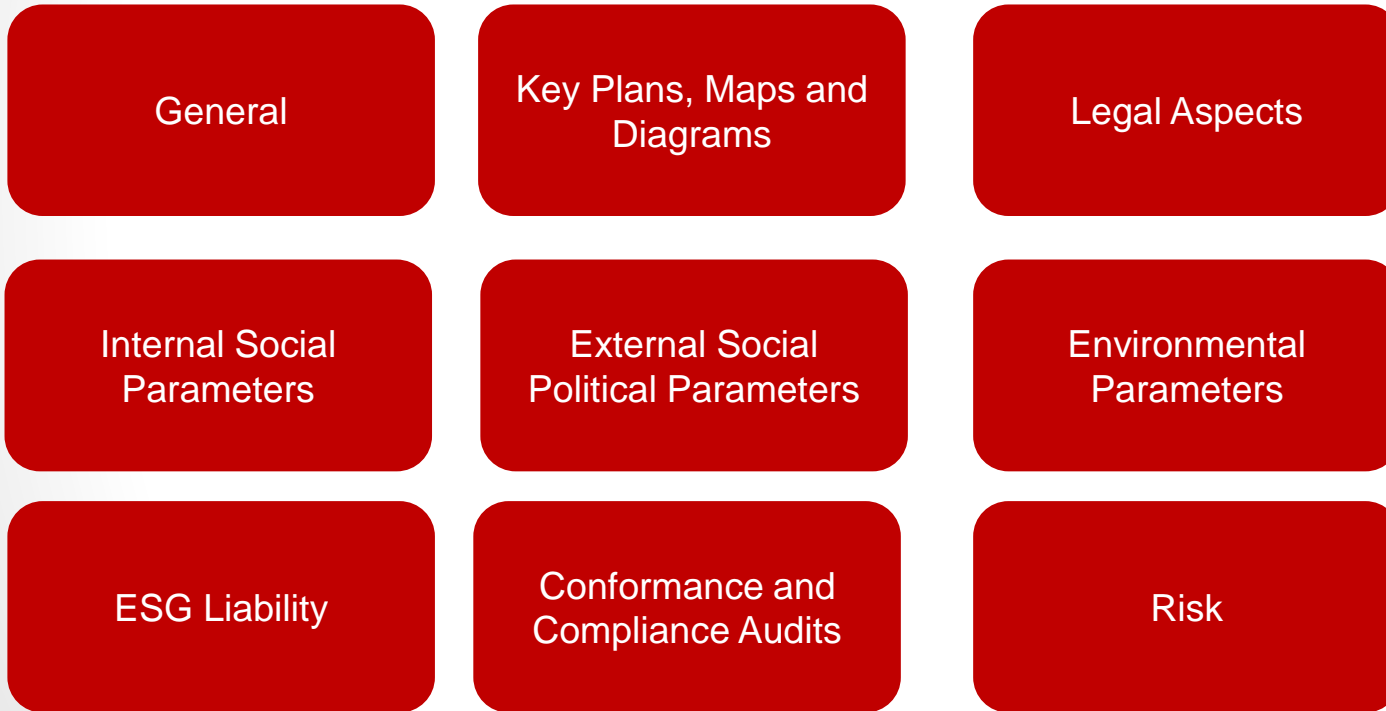 General
Key Plans, Maps and
Diagrams
Legal Aspects
Internal Social
Parameters
External Social
Political Parameters
Environmental
Parameters
ESG Liability
Conformance and
Compliance Audits
Risk